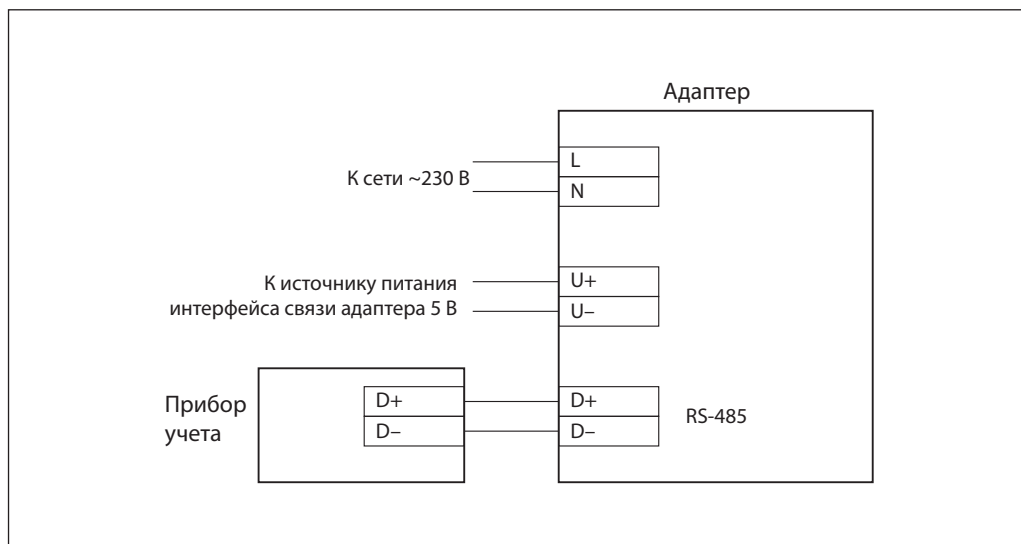 Адаптер
L
К сети ~230 В
N
U+
К источнику питания
интерфейса связи адаптера 5 В
U–
Прибор
учета
D+
D–
D+
D–
RS-485